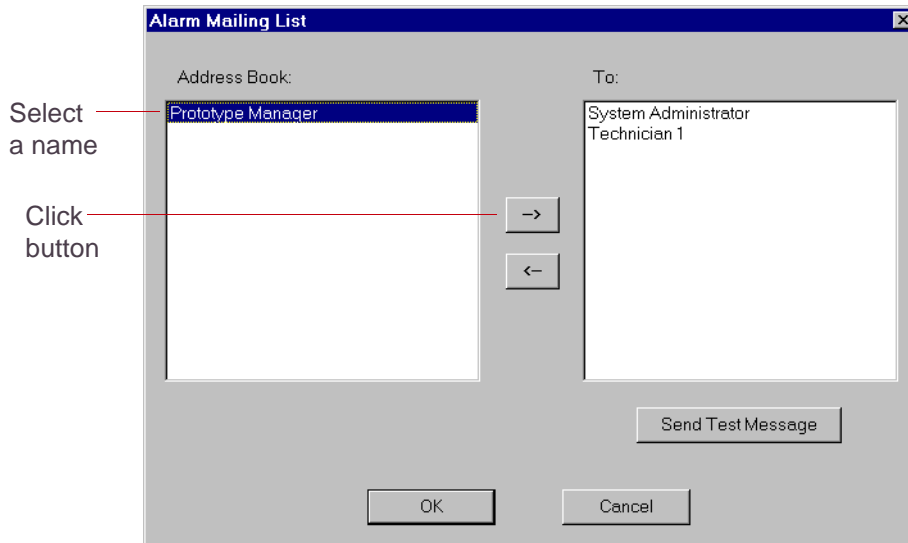 Alarm Mailing List
Address Book:
To:
Select
a name
Prototype Manager
System Administrator
Technician 1
Click
button
–>
<–
Send Test Message
OK
Cancel